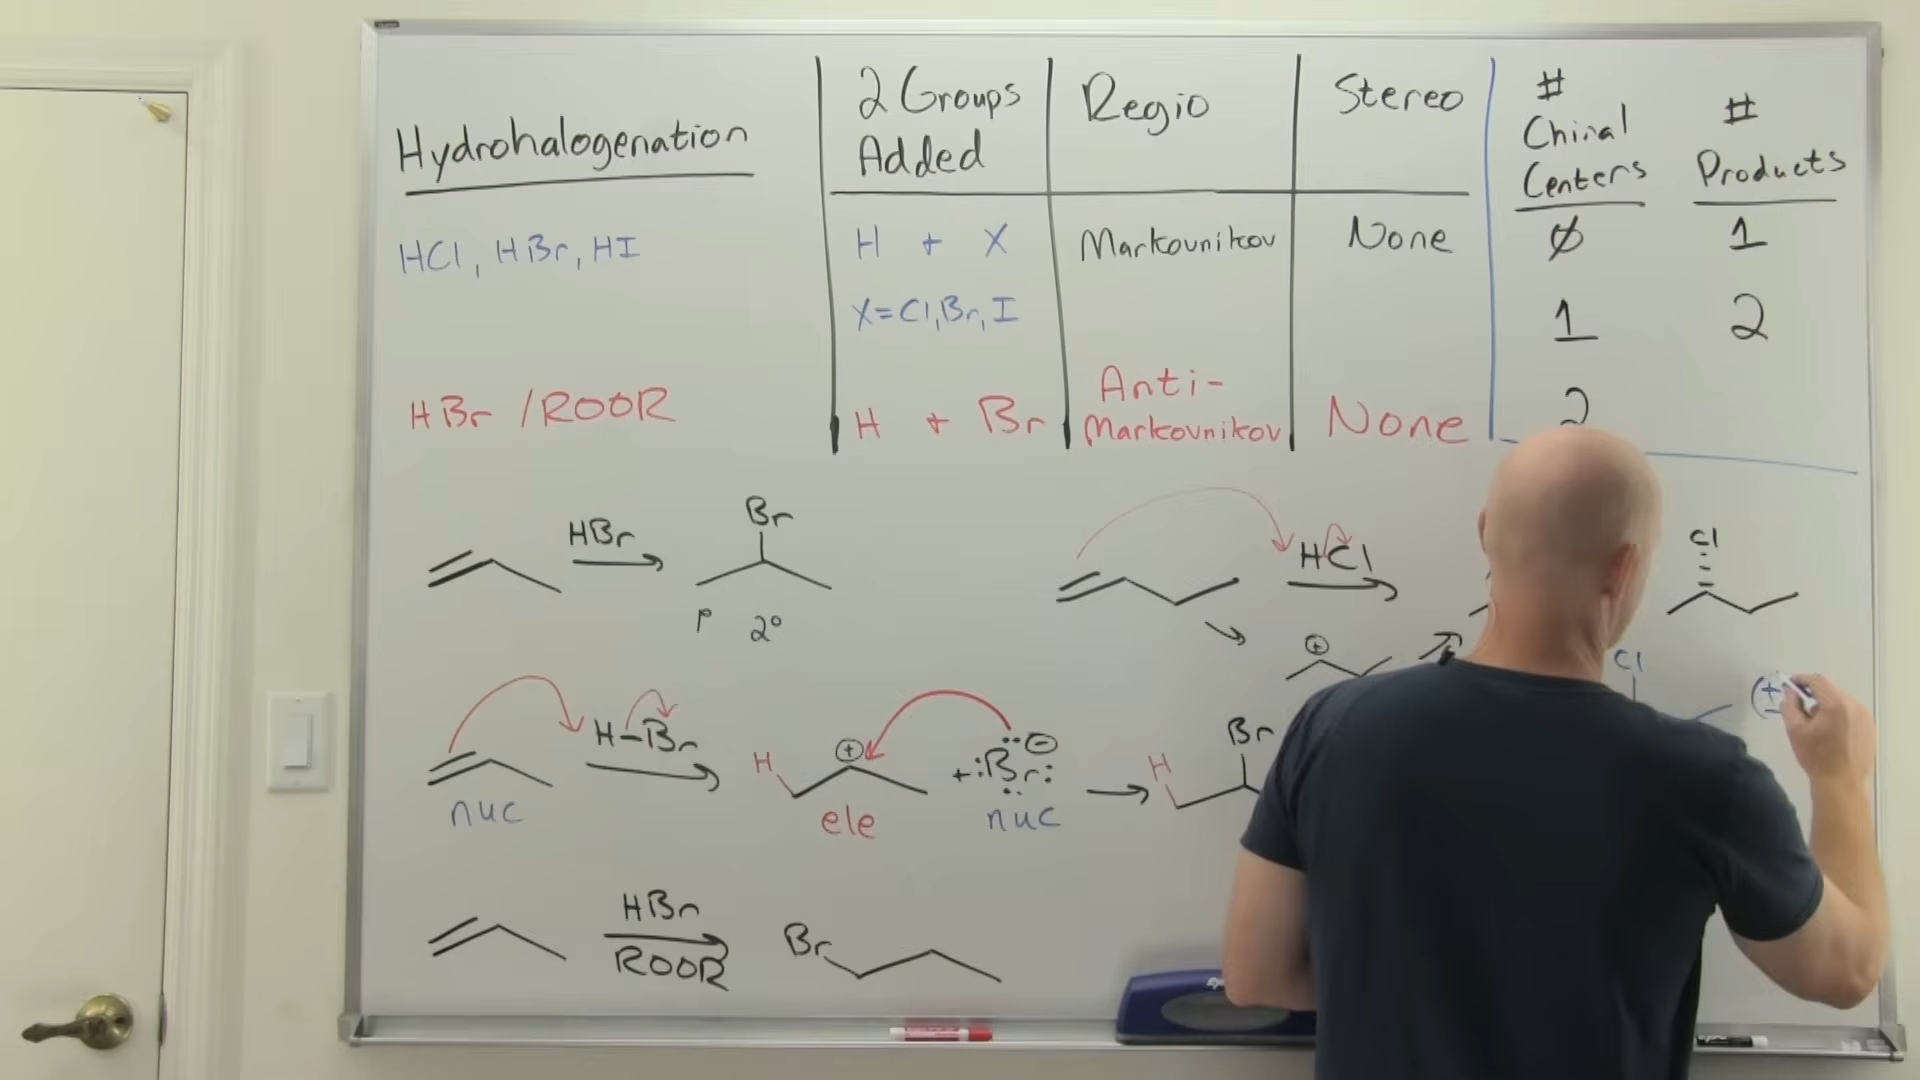 Hydrohalogenation
2 Groups
Added
Regio
Stereo
#
Chiral
Centers
#
Products
HCl, HBr, HI
H + X
Markovnikov
None
Ø
1
X=Cl,Br,I
1
2
HBr /ROOR
H + Br
Anti-
Markovnikov
None
2
HBr
Br
1° 2°
HCl
Cl
⊕
Cl
(±
H-Br
H
⊕
+:Br: ⊖
H
Br
nuc
ele
nuc
HBr
ROOR
Br